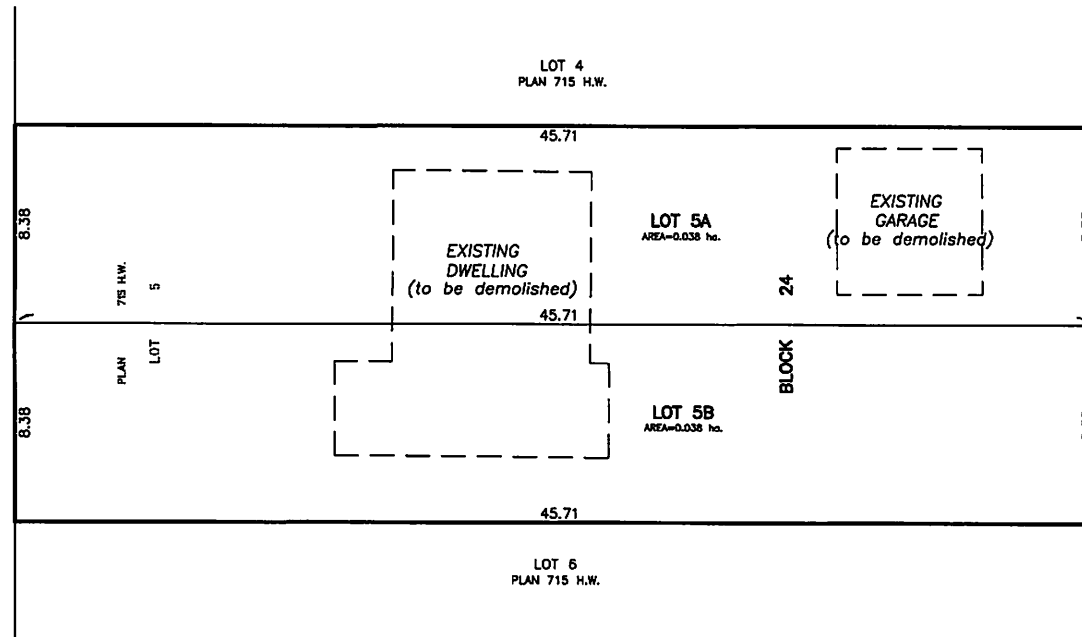 LOT 4
PLAN 715 H.W.
45.71
8.38
LOT 5A
AREA=0.038 ha.
EXISTING
GARAGE
(to be demolished)
EXISTING
DWELLING
(to be demolished)
PLAN 715 H.W.
LOT 5
BLOCK 24
45.71
8.38
LOT 5B
AREA=0.038 ha.
45.71
LOT 6
PLAN 715 H.W.